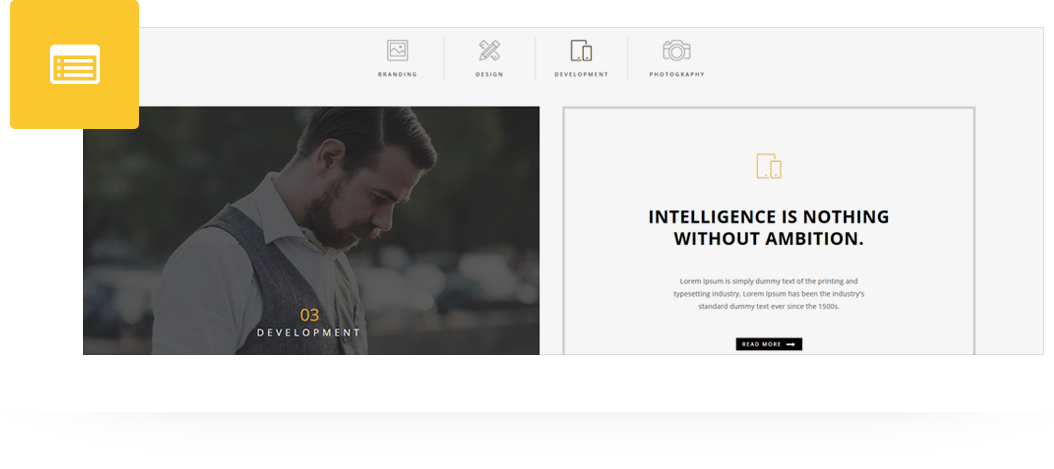 BRANDING
DESIGN
DEVELOPMENT
PHOTOGRAPHY
03
DEVELOPMENT
INTELLIGENCE IS NOTHING
WITHOUT AMBITION.
Lorem Ipsum is simply dummy text of the printing and
typesetting industry. Lorem Ipsum has been the industry's
standard dummy text ever since the 1500s.
READ MORE